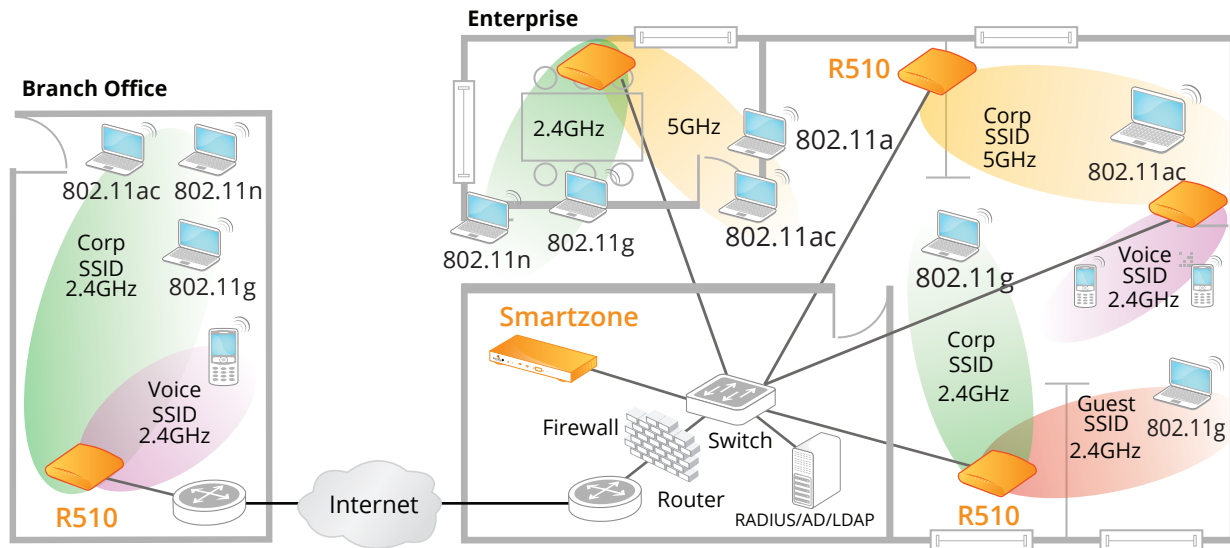 Branch Office
802.11ac
802.11n
Corp
SSID
2.4GHz
802.11g
Voice
SSID
2.4GHz
R510
Internet
Enterprise
2.4GHz
5GHz
802.11a
802.11n
802.11g
802.11ac
R510
Corp
SSID
5GHz
802.11ac
Voice
SSID
2.4GHz
802.11g
Corp
SSID
2.4GHz
Guest
SSID
2.4GHz
802.11g
R510
Smartzone
Firewall
Switch
Router
RADIUS/AD/LDAP